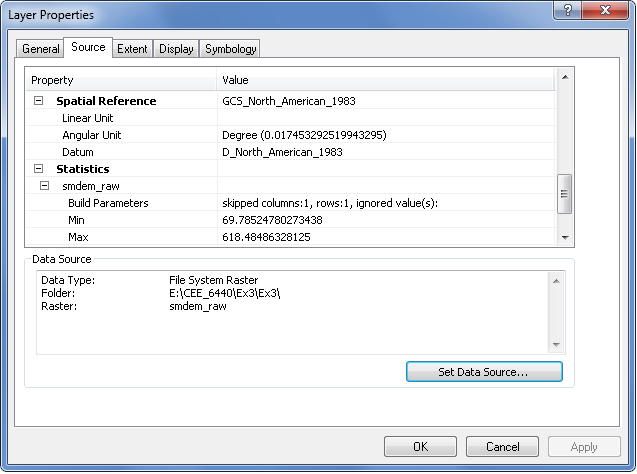 Layer Properties
General Source Extent Display Symbology
Property Value
Spatial Reference GCS_North_American_1983
Linear Unit
Angular Unit Degree (0.017453292519943295)
Datum D_North_American_1983
Statistics
smdem_raw
Build Parameters skipped columns:1, rows:1, ignored value(s):
Min 69.78524780273438
Max 618.48486328125
Data Source
Data Type: File System Raster
Folder: E:\CEE_6440\Ex3\Ex3\
Raster: smdem_raw
Set Data Source...
OK Cancel Apply